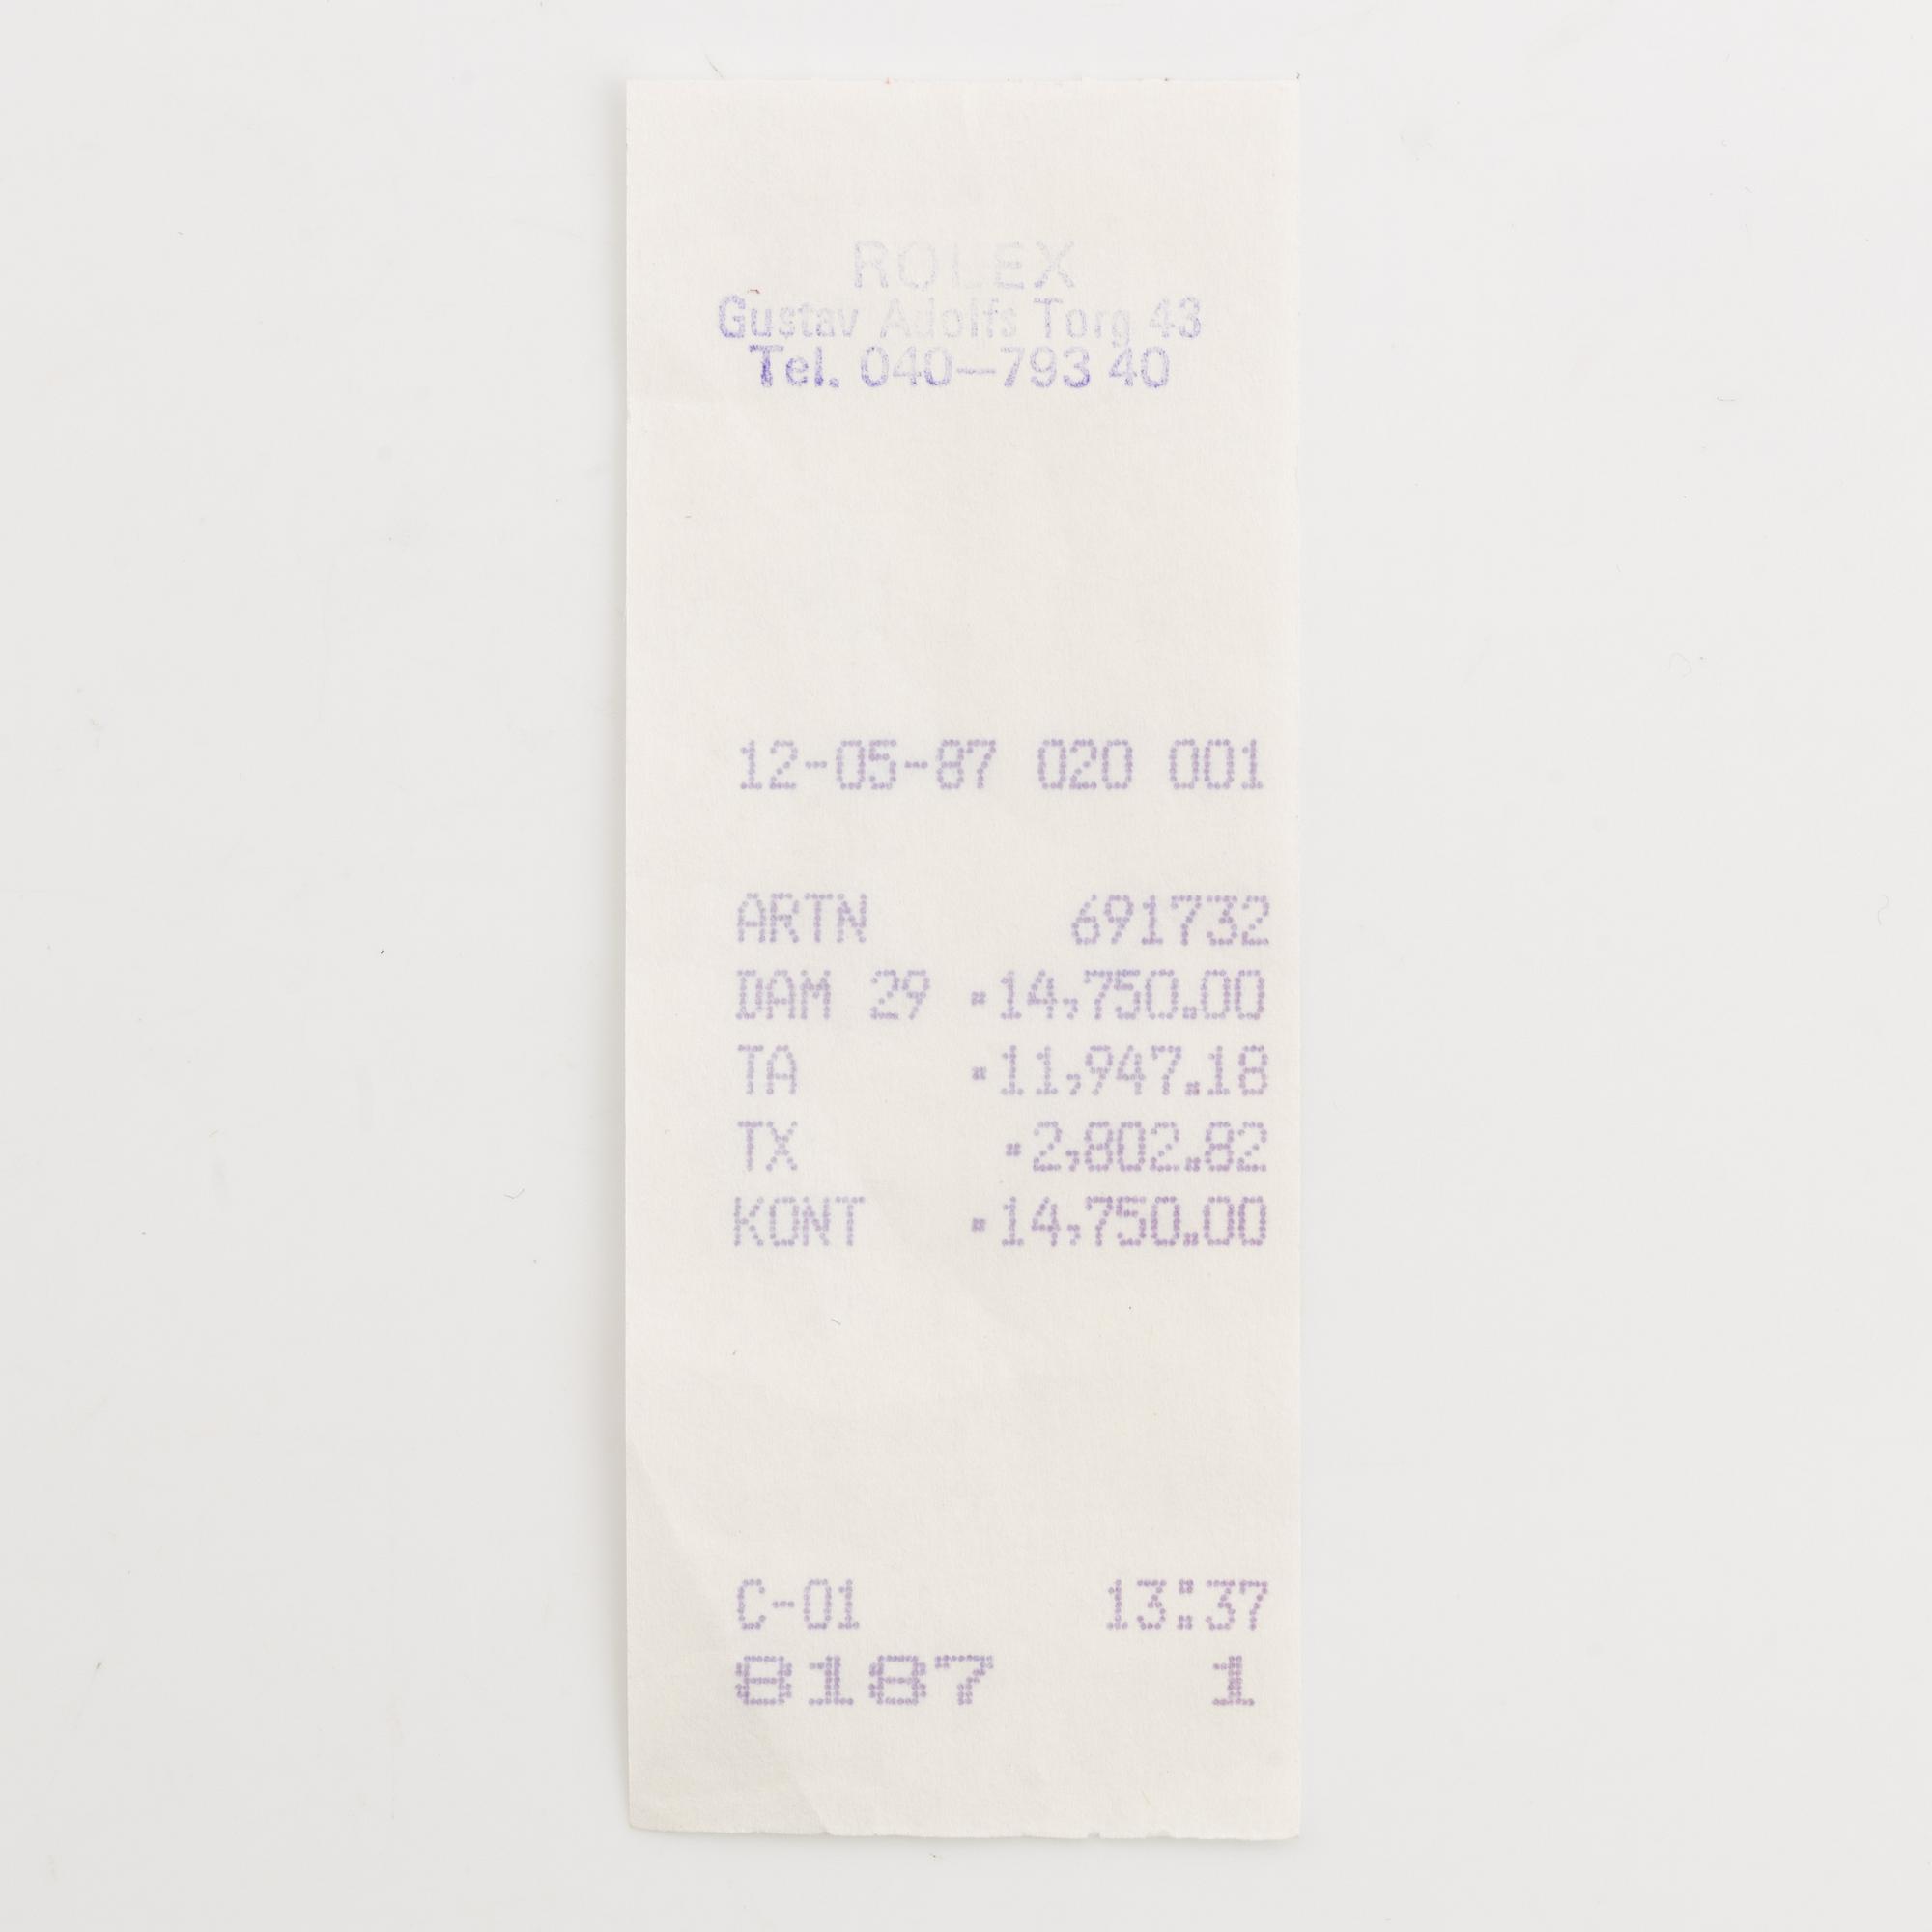 ROLEX
Gustav Adolfs Torg 43
Tel. 040—793 40
12-05-87 020 001
ARTN 691732
DAM 29 ·14,750.00
TA ·11,947.18
TX ·2,802.82
KONT ·14,750.00
C-01 13:37
8187 1